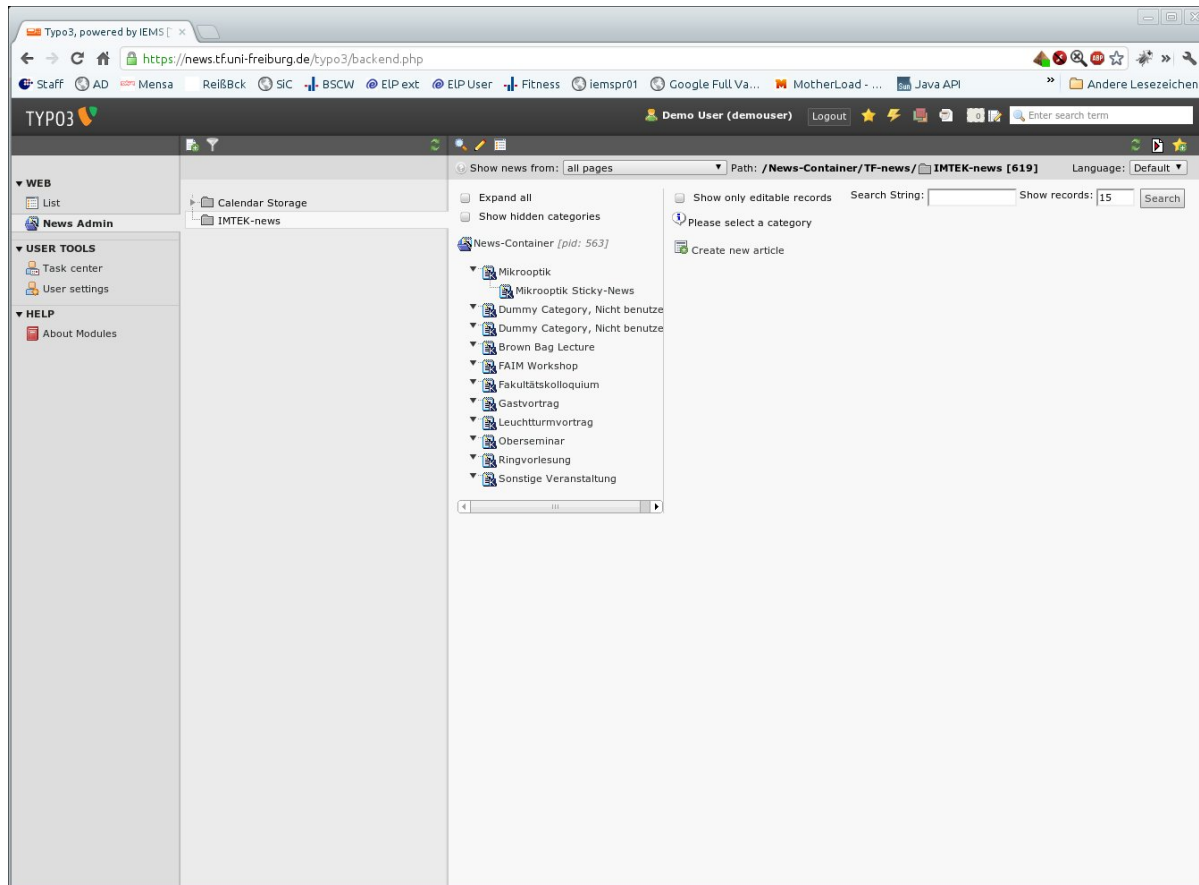 Typo3, powered by IEMS [
https://news.tf.uni-freiburg.de/typo3/backend.php
Staff AD Mensa ReißBck SiC BSCW ElP ext ElP User Fitness iemspr01 Google Full Va... MotherLoad - ... Java API » Andere Lesezeichen
TYPO3 Demo User (demouser) Logout Enter search term
Show news from: all pages Path: /News-Container/TF-news/ IMTEK-news [619] Language: Default
WEB
List
News Admin
USER TOOLS
Task center
User settings
HELP
About Modules
Calendar Storage
IMTEK-news
Expand all
Show hidden categories
News-Container [pid: 563]
Mikrooptik
Mikrooptik Sticky-News
Dummy Category, Nicht benutze
Dummy Category, Nicht benutze
Brown Bag Lecture
FAIM Workshop
Fakultätskolloquium
Gastvortrag
Leuchtturmvortrag
Oberseminar
Ringvorlesung
Sonstige Veranstaltung
Show only editable records Search String: Show records: 15 Search
Please select a category
Create new article